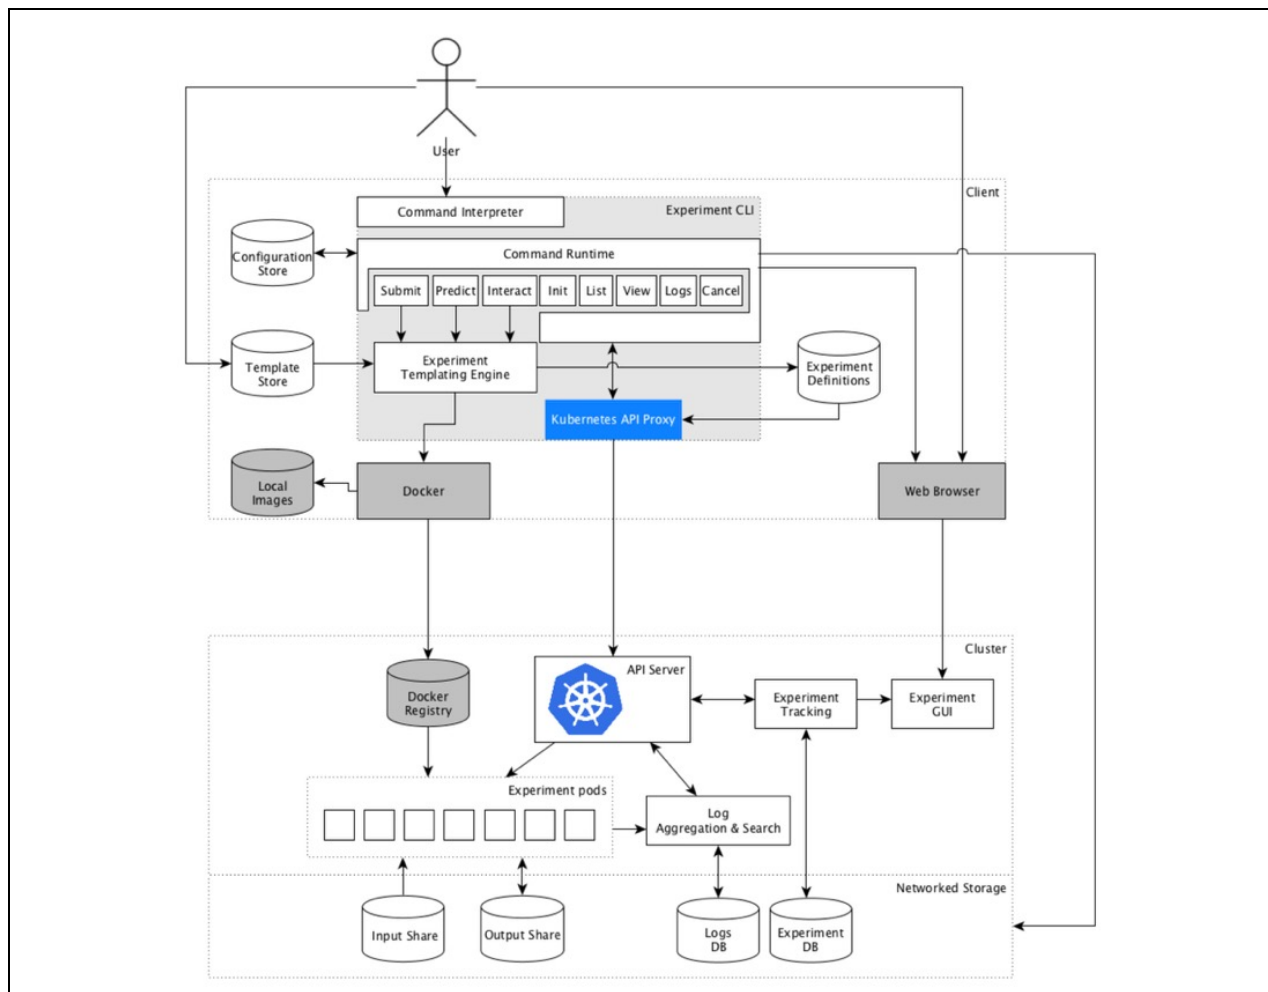 User
Client
Command Interpreter
Experiment CLI
Configuration
Store
Command Runtime
Submit
Predict
Interact
Init
List
View
Logs
Cancel
Template
Store
Experiment
Templating Engine
Experiment
Definitions
Kubernetes API Proxy
Local
Images
Docker
Web Browser
Cluster
Docker
Registry
API Server
Experiment
Tracking
Experiment
GUI
Experiment pods
Log
Aggregation & Search
Networked Storage
Input Share
Output Share
Logs
DB
Experiment
DB